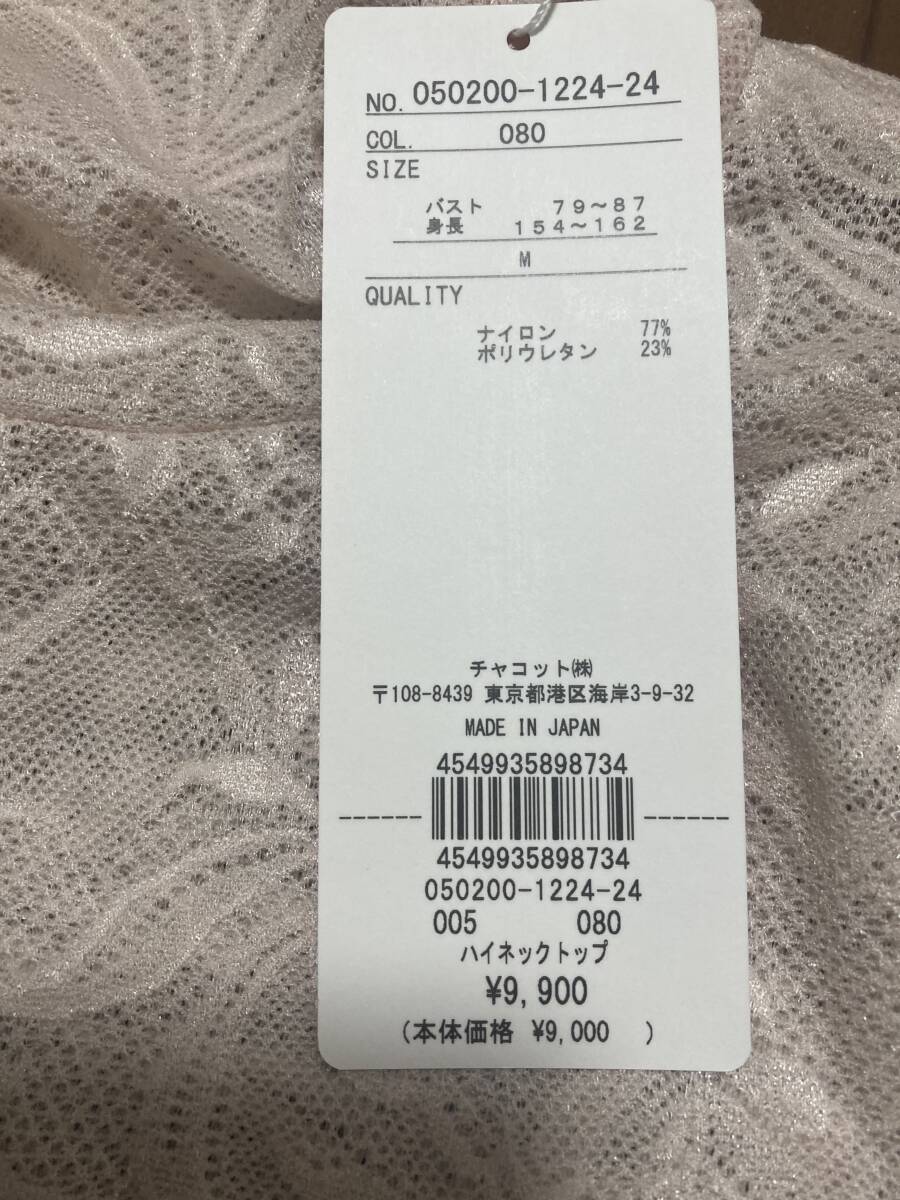 NO. 050200-1224-24
COL. 080
SIZE
バスト 79～87
身長 154～162
M
QUALITY
ナイロン 77%
ポリウレタン 23%
チャコット㈱
〒108-8439 東京都港区海岸3-9-32
MADE IN JAPAN
4549935898734
4549935898734
050200-1224-24
005 080
ハイネックトップ
¥9,900
(本体価格 ¥9,000 )